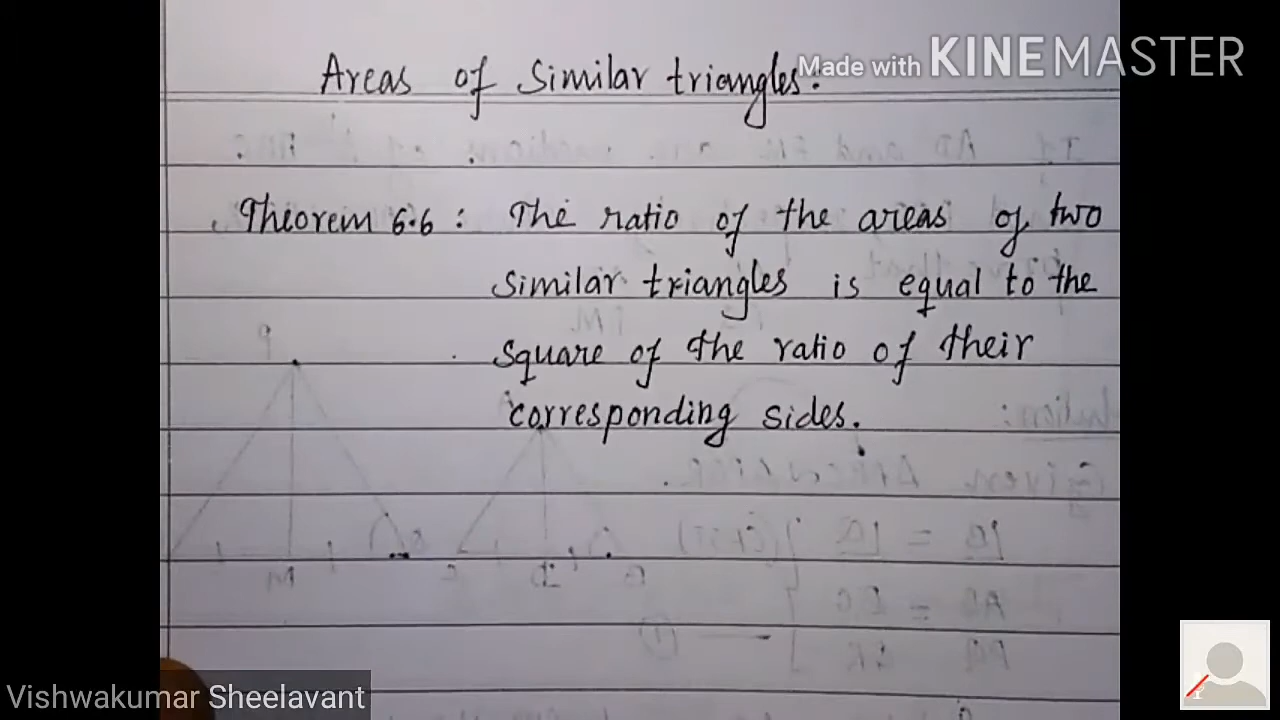 Made with KINEMASTER
Areas of Similar triangles:
Theorem 6.6 : The ratio of the areas of two
similar triangles is equal to the
square of the ratio of their
corresponding sides.
Vishwakumar Sheelavant